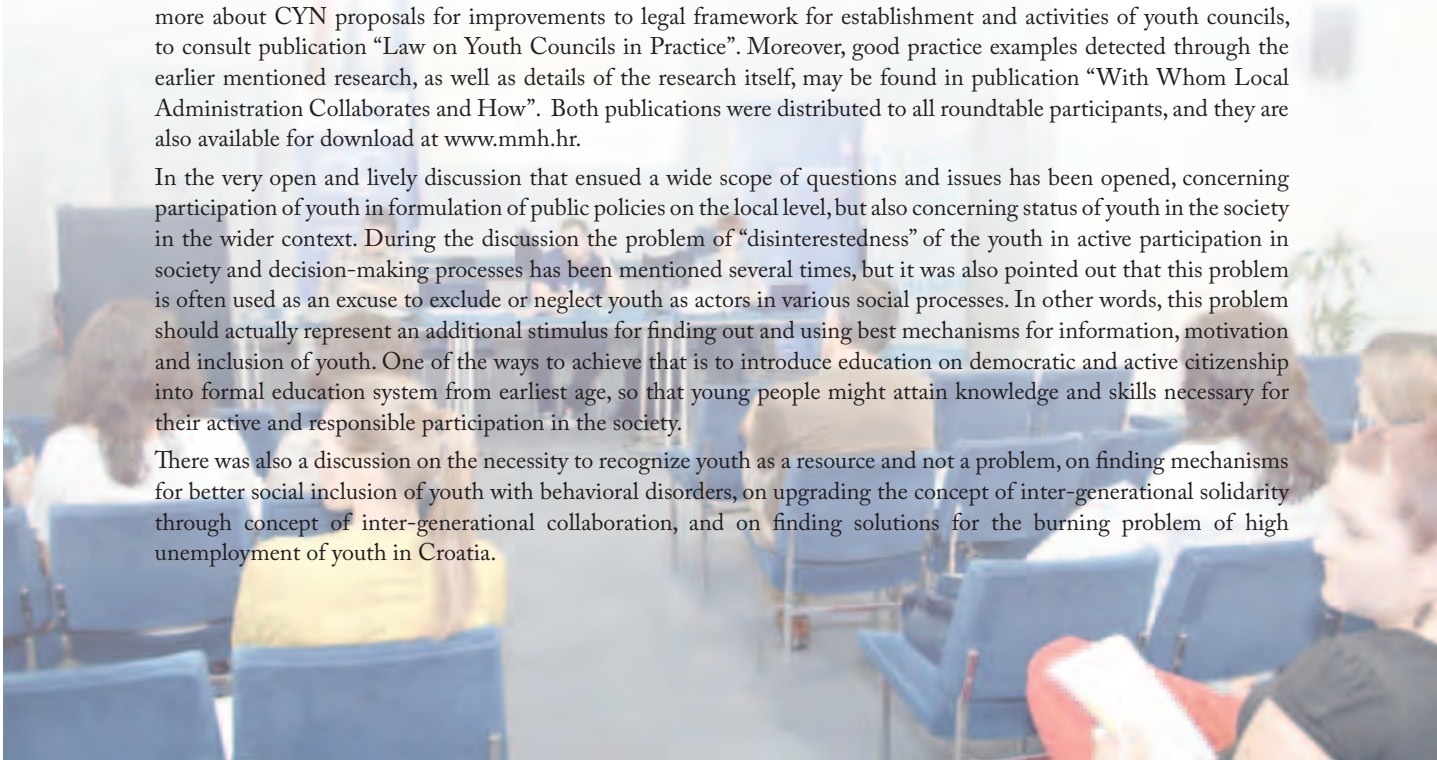 more about CYN proposals for improvements to legal framework for establishment and activities of youth councils,
to consult publication “Law on Youth Councils in Practice”. Moreover, good practice examples detected through the
earlier mentioned research, as well as details of the research itself, may be found in publication “With Whom Local
Administration Collaborates and How”.  Both publications were distributed to all roundtable participants, and they are
also available for download at www.mmh.hr.
In the very open and lively discussion that ensued a wide scope of questions and issues has been opened, concerning
participation of youth in formulation of public policies on the local level, but also concerning status of youth in the society
in the wider context. During the discussion the problem of “disinterestedness” of the youth in active participation in
society and decision-making processes has been mentioned several times, but it was also pointed out that this problem
is often used as an excuse to exclude or neglect youth as actors in various social processes. In other words, this problem
should actually represent an additional stimulus for finding out and using best mechanisms for information, motivation
and inclusion of youth. One of the ways to achieve that is to introduce education on democratic and active citizenship
into formal education system from earliest age, so that young people might attain knowledge and skills necessary for
their active and responsible participation in the society.
There was also a discussion on the necessity to recognize youth as a resource and not a problem, on finding mechanisms
for better social inclusion of youth with behavioral disorders, on upgrading the concept of inter-generational solidarity
through concept of inter-generational collaboration, and on finding solutions for the burning problem of high
unemployment of youth in Croatia.